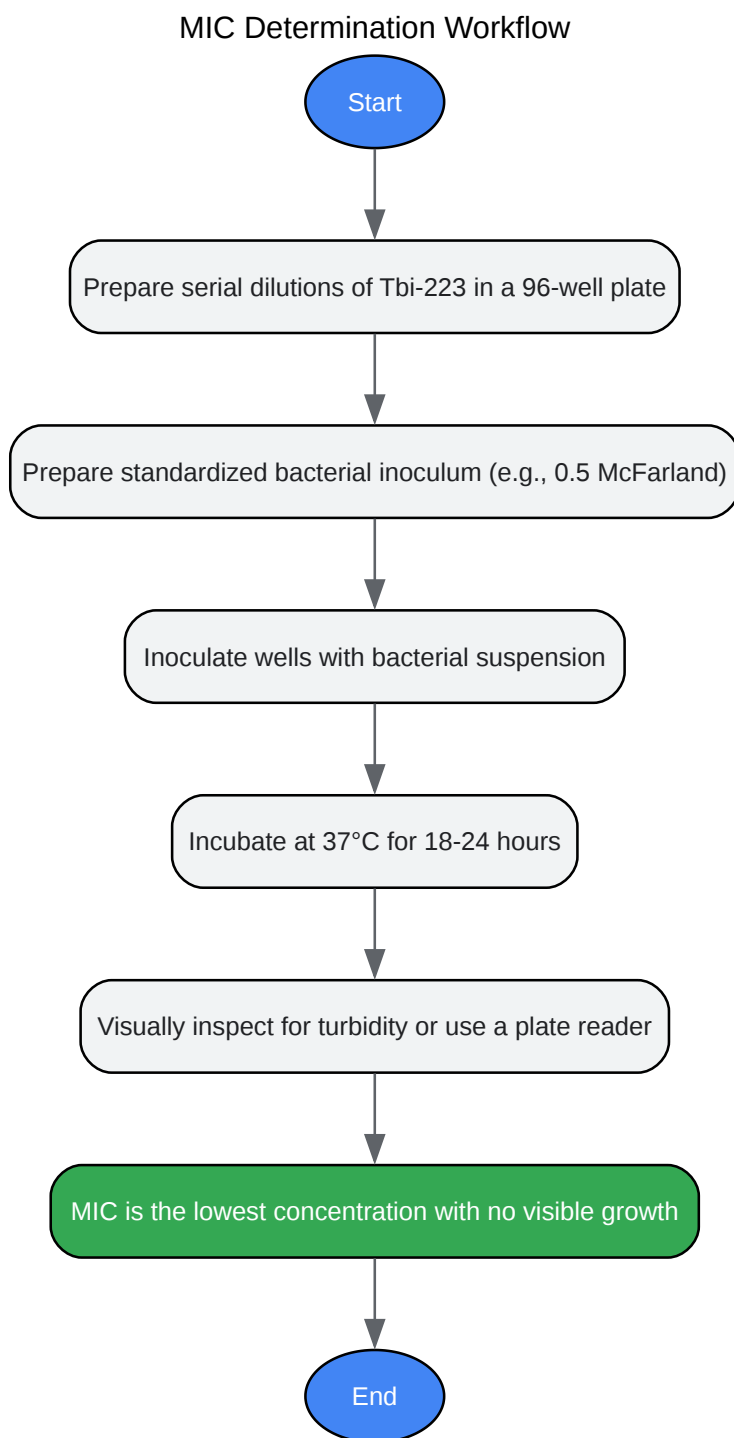 MIC Determination Workflow
Start
Prepare serial dilutions of Tbi-223 in a 96-well plate
Prepare standardized bacterial inoculum (e.g., 0.5 McFarland)
Inoculate wells with bacterial suspension
Incubate at 37°C for 18-24 hours
Visually inspect for turbidity or use a plate reader
MIC is the lowest concentration with no visible growth
End